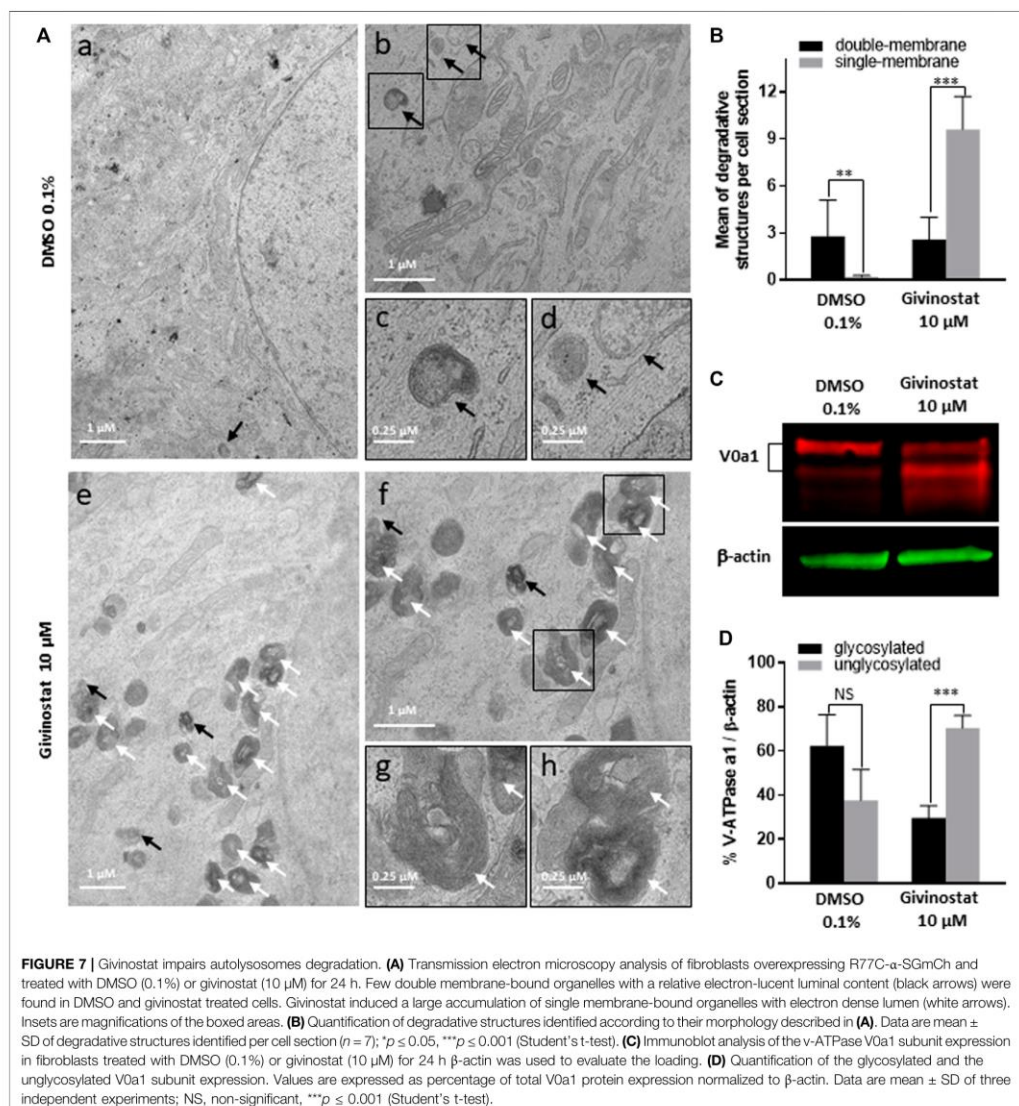 A
a
1 µM
DMSO 0.1%
b
1 µM
c
0.25 µM
d
0.25 µM
e
1 µM
Givinostat 10 µM
f
1 µM
g
0.25 µM
h
0.25 µM
B
double-membrane
single-membrane
Mean of degradative
structures per cell section
12
9
6
3
0
**
***
DMSO
0.1%
Givinostat
10 µM
C
DMSO
0.1%
Givinostat
10 µM
V0a1
β-actin
D
glycosylated
unglycosylated
% V-ATPase a1 / β-actin
100
80
60
40
20
0
NS
***
DMSO
0.1%
Givinostat
10 µM
FIGURE 7 | Givinostat impairs autolysosomes degradation. (A) Transmission electron microscopy analysis of fibroblasts overexpressing R77C-α-SGmCh and
treated with DMSO (0.1%) or givinostat (10 µM) for 24 h. Few double membrane-bound organelles with a relative electron-lucent luminal content (black arrows) were
found in DMSO and givinostat treated cells. Givinostat induced a large accumulation of single membrane-bound organelles with electron dense lumen (white arrows).
Insets are magnifications of the boxed areas. (B) Quantification of degradative structures identified according to their morphology described in (A). Data are mean ±
SD of degradative structures identified per cell section (n = 7); *p ≤ 0.05, ***p ≤ 0.001 (Student's t-test). (C) Immunoblot analysis of the v-ATPase V0a1 subunit expression
in fibroblasts treated with DMSO (0.1%) or givinostat (10 µM) for 24 h β-actin was used to evaluate the loading. (D) Quantification of the glycosylated and the
unglycosylated V0a1 subunit expression. Values are expressed as percentage of total V0a1 protein expression normalized to β-actin. Data are mean ± SD of three
independent experiments; NS, non-significant, ***p ≤ 0.001 (Student's t-test).